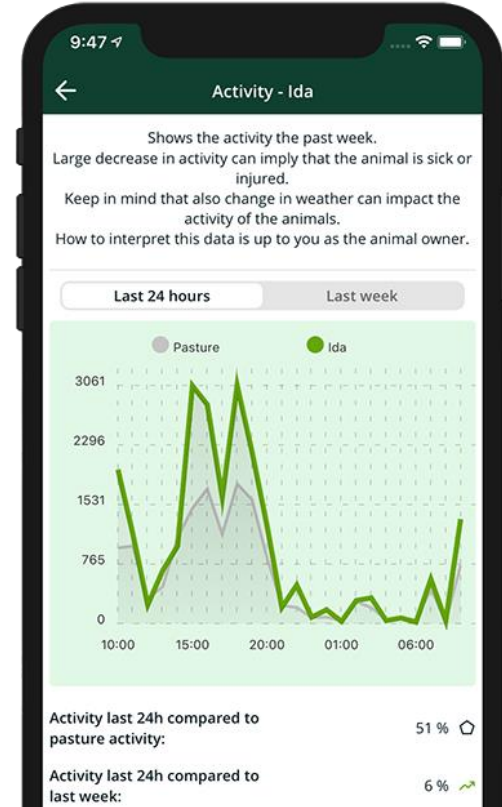 9:47
Activity - Ida
Shows the activity the past week.
Large decrease in activity can imply that the animal is sick or
injured.
Keep in mind that also change in weather can impact the
activity of the animals.
How to interpret this data is up to you as the animal owner.
Last 24 hours
Last week
Pasture
Ida
3061
2296
1531
765
0
10:00
15:00
20:00
01:00
06:00
Activity last 24h compared to
pasture activity:
51 %
Activity last 24h compared to
last week:
6 %